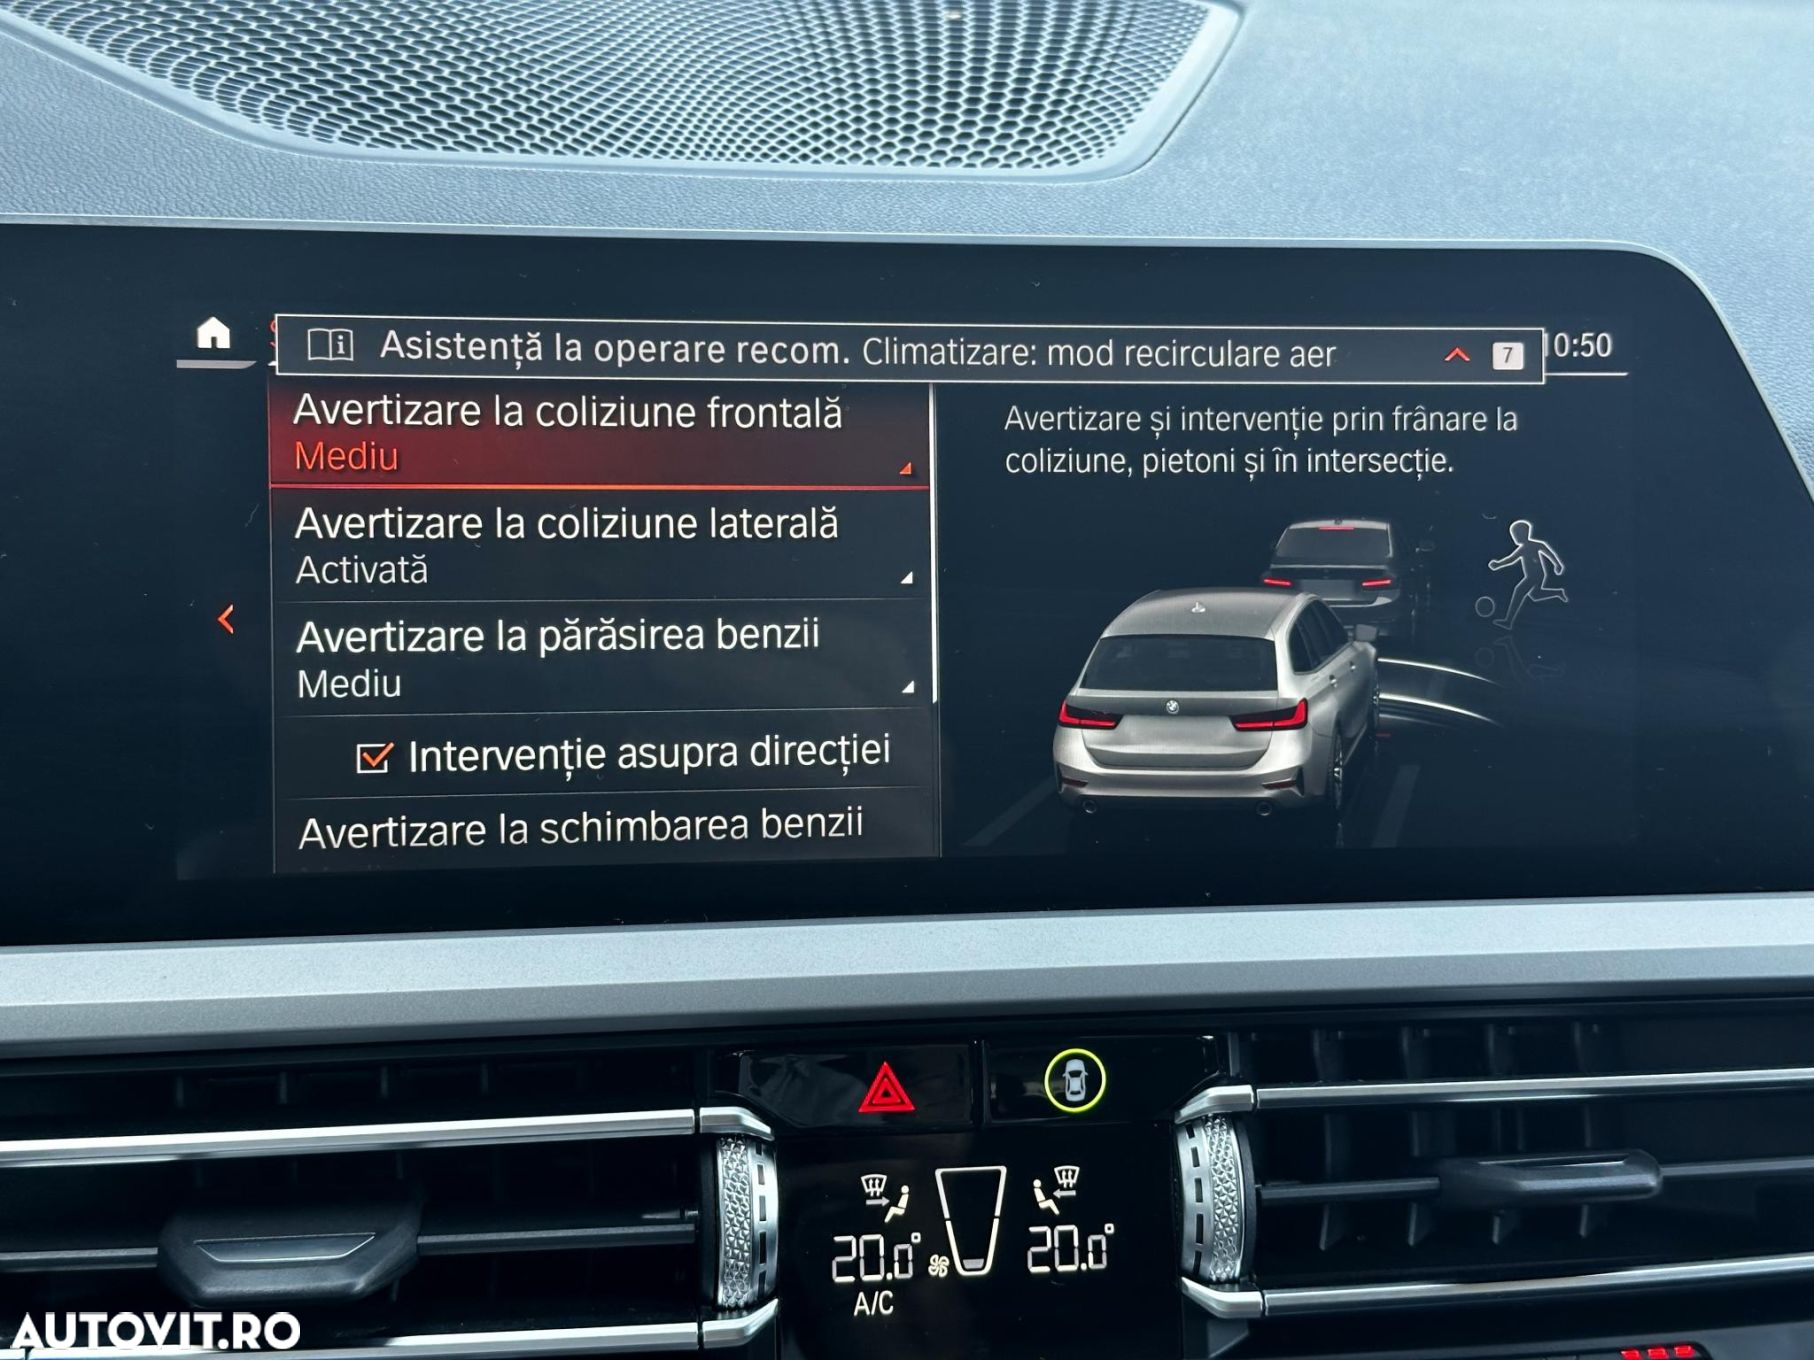 Asistență la operare recom. Climatizare: mod recirculare aer
7
10:50
Avertizare la coliziune frontală
Mediu
Avertizare la coliziune laterală
Activată
Avertizare la părăsirea benzii
Mediu
Intervenție asupra direcției
Avertizare la schimbarea benzii
Avertizare și intervenție prin frânare la
coliziune, pietoni și în intersecție.
20.0° 20.0°
A/C
AUTOVIT.RO